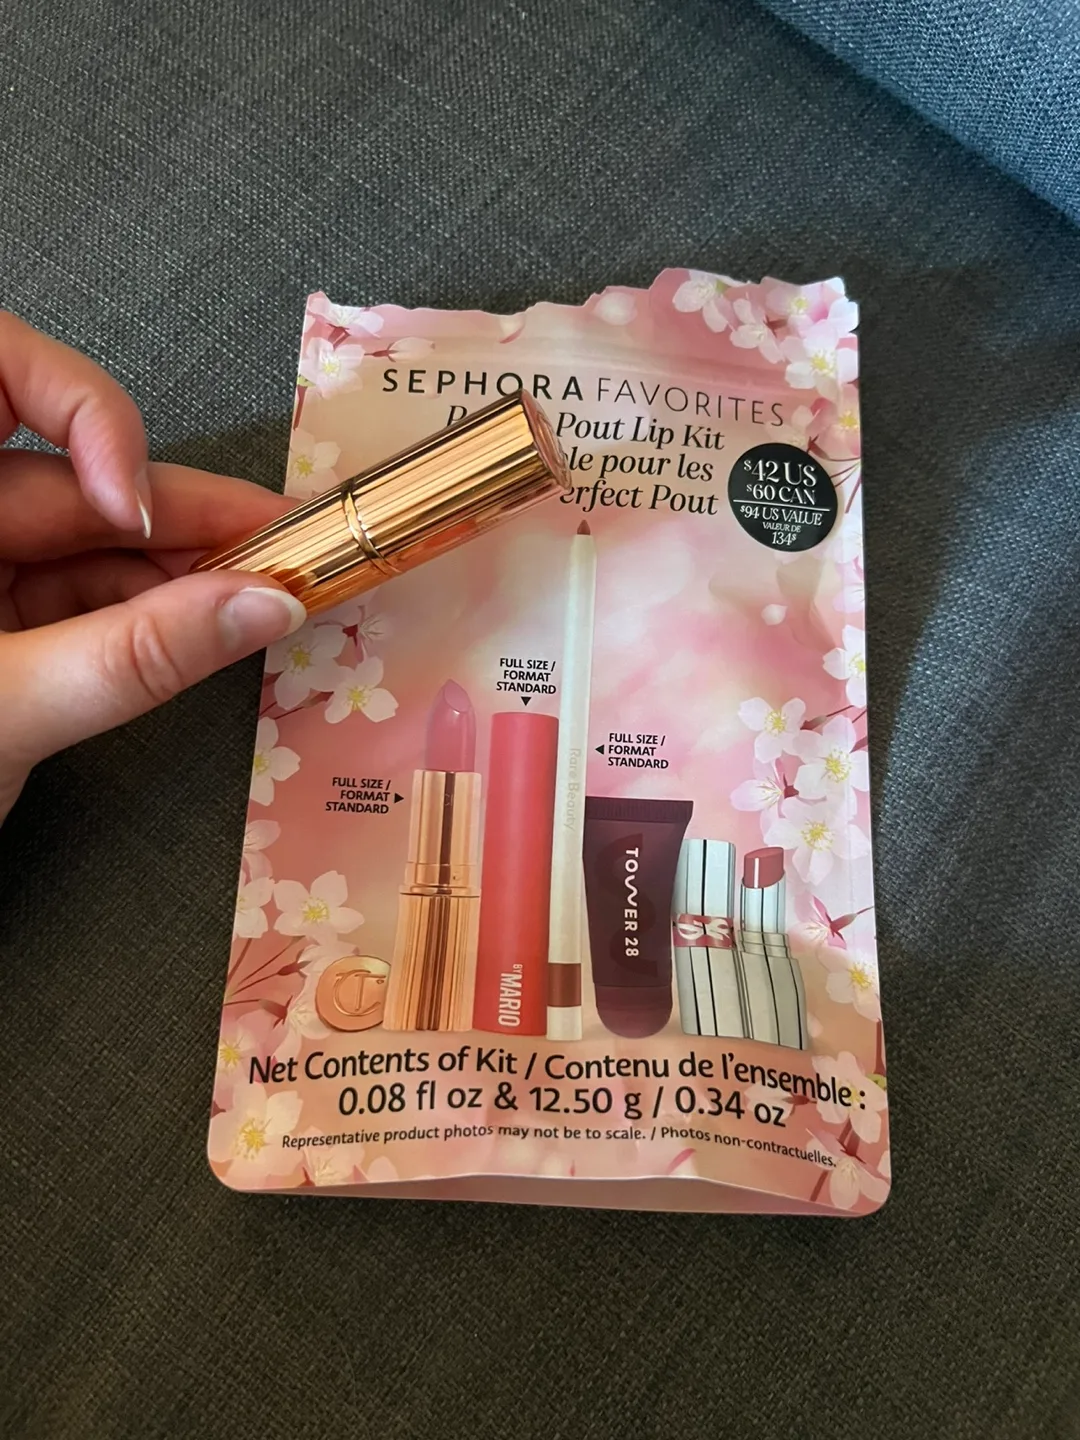 SEPHORA FAVORITES
Pout Lip Kit
pour les
Perfect Pout
$42 US
$60 CAN
$94 US VALUE
VALEUR DE
134$
FULL SIZE /
FORMAT
STANDARD
FULL SIZE /
FORMAT
STANDARD
FULL SIZE /
FORMAT
STANDARD
Rare Beauty
TOWER 28
BY MARIO
CT
Net Contents of Kit / Contenu de l'ensemble :
0.08 fl oz & 12.50 g / 0.34 oz
Representative product photos may not be to scale. / Photos non-contractuelles.